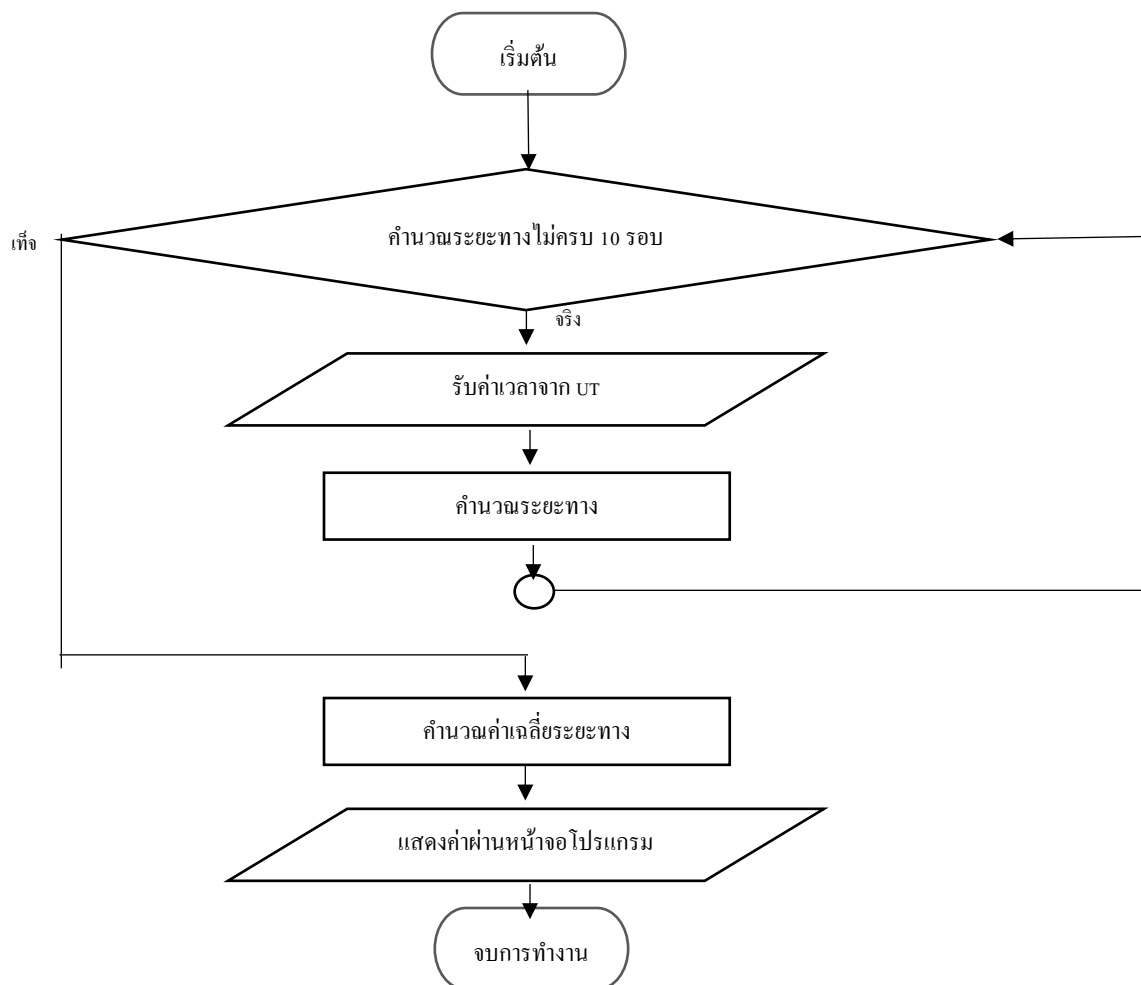 เริ่มต้น
คำนวณระยะทางไม่ครบ 10 รอบ
เท็จ
จริง
รับค่าเวลาจาก UT
คำนวณระยะทาง
คำนวณค่าเฉลี่ยระยะทาง
แสดงค่าผ่านหน้าจอโปรแกรม
จบการทำงาน